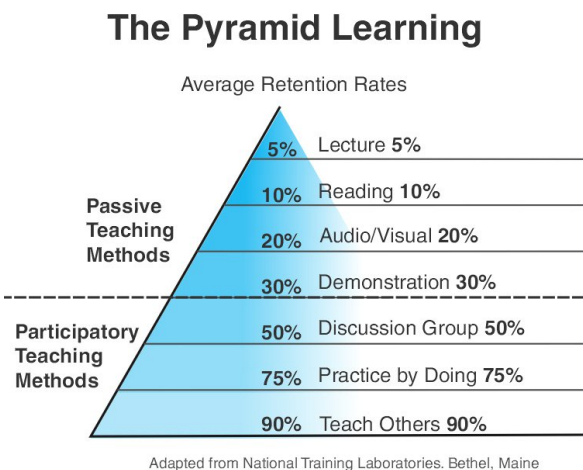 The Pyramid Learning
Average Retention Rates
5% Lecture 5%
10% Reading 10%
Passive
Teaching
Methods
20% Audio/Visual 20%
30% Demonstration 30%
Participatory
Teaching
Methods
50% Discussion Group 50%
75% Practice by Doing 75%
90% Teach Others 90%
Adapted from National Training Laboratories. Bethel, Maine